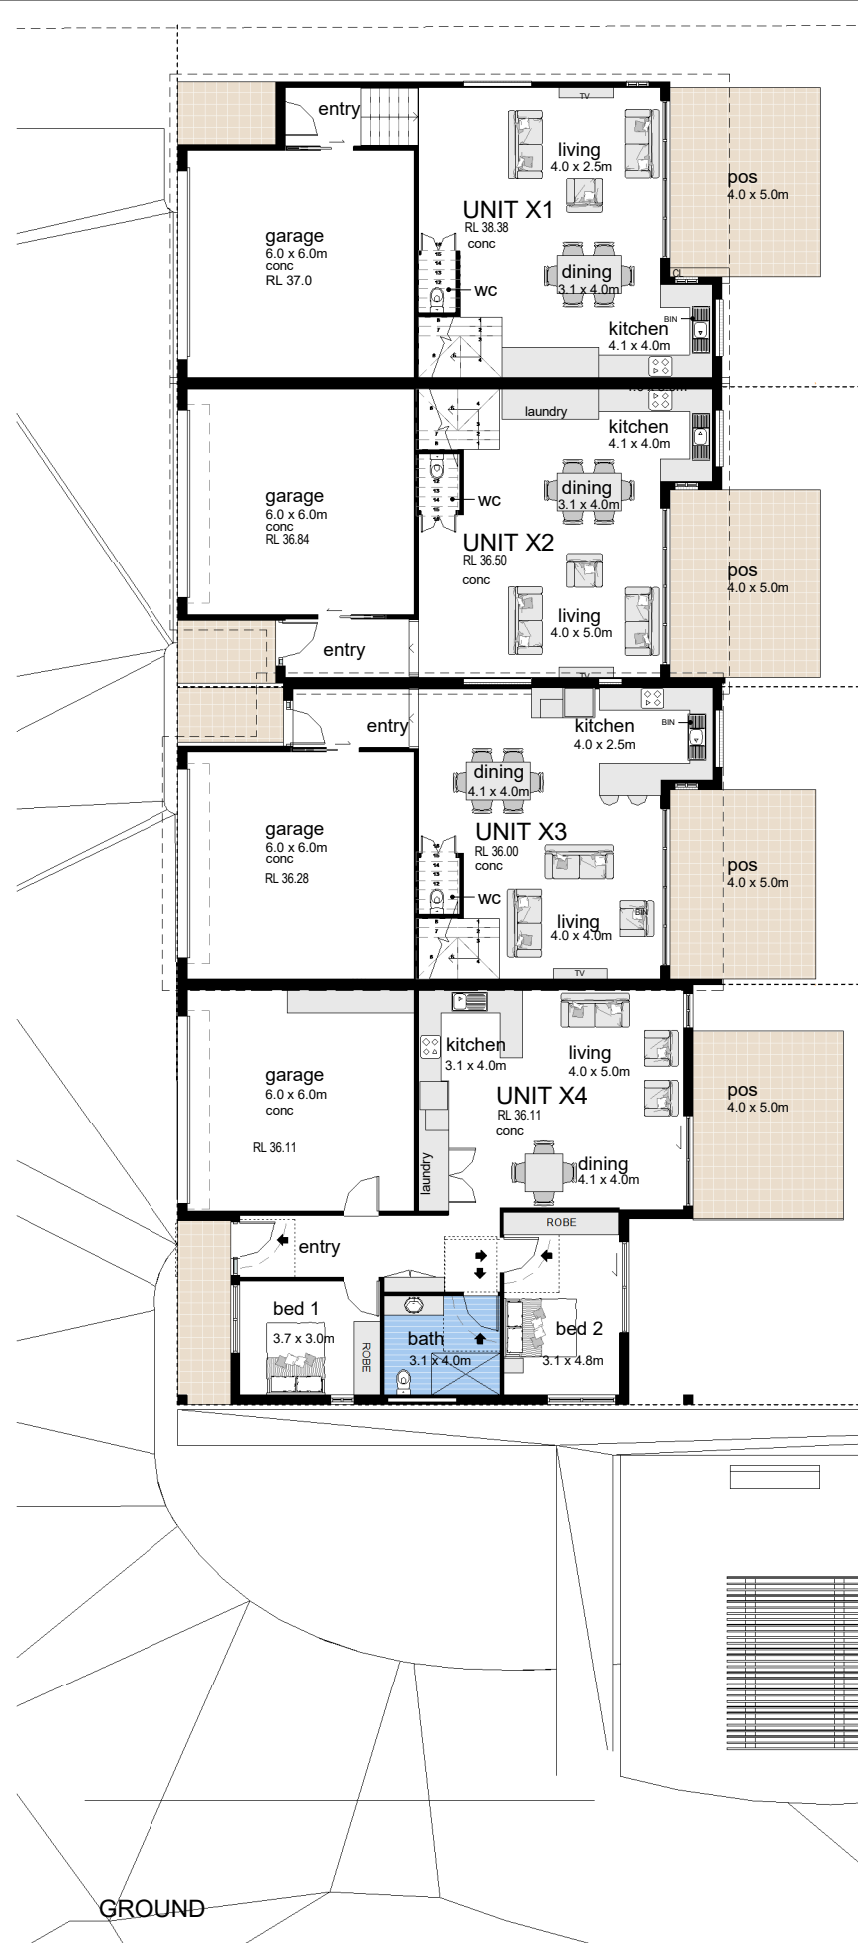 entry
TV
living
4.0 x 2.5m
pos
4.0 x 5.0m
UNIT X1
RL 38.38
conc
garage
6.0 x 6.0m
conc
RL 37.0
dining
3.1 x 4.0m
wc
BIN
kitchen
4.1 x 4.0m
laundry
kitchen
4.1 x 4.0m
garage
6.0 x 6.0m
conc
RL 36.84
dining
3.1 x 4.0m
wc
UNIT X2
RL 36.50
conc
pos
4.0 x 5.0m
living
4.0 x 5.0m
entry
TV
entry
kitchen
4.0 x 2.5m
BIN
dining
4.1 x 4.0m
UNIT X3
RL 36.00
conc
garage
6.0 x 6.0m
conc
RL 36.28
pos
4.0 x 5.0m
wc
living
4.0 x 4.0m
BIN
TV
kitchen
3.1 x 4.0m
living
4.0 x 5.0m
garage
6.0 x 6.0m
conc
RL 36.11
UNIT X4
RL 36.11
conc
pos
4.0 x 5.0m
laundry
dining
4.1 x 4.0m
ROBE
entry
bed 1
3.7 x 3.0m
ROBE
bath
3.1 x 4.0m
bed 2
3.1 x 4.8m
GROUND